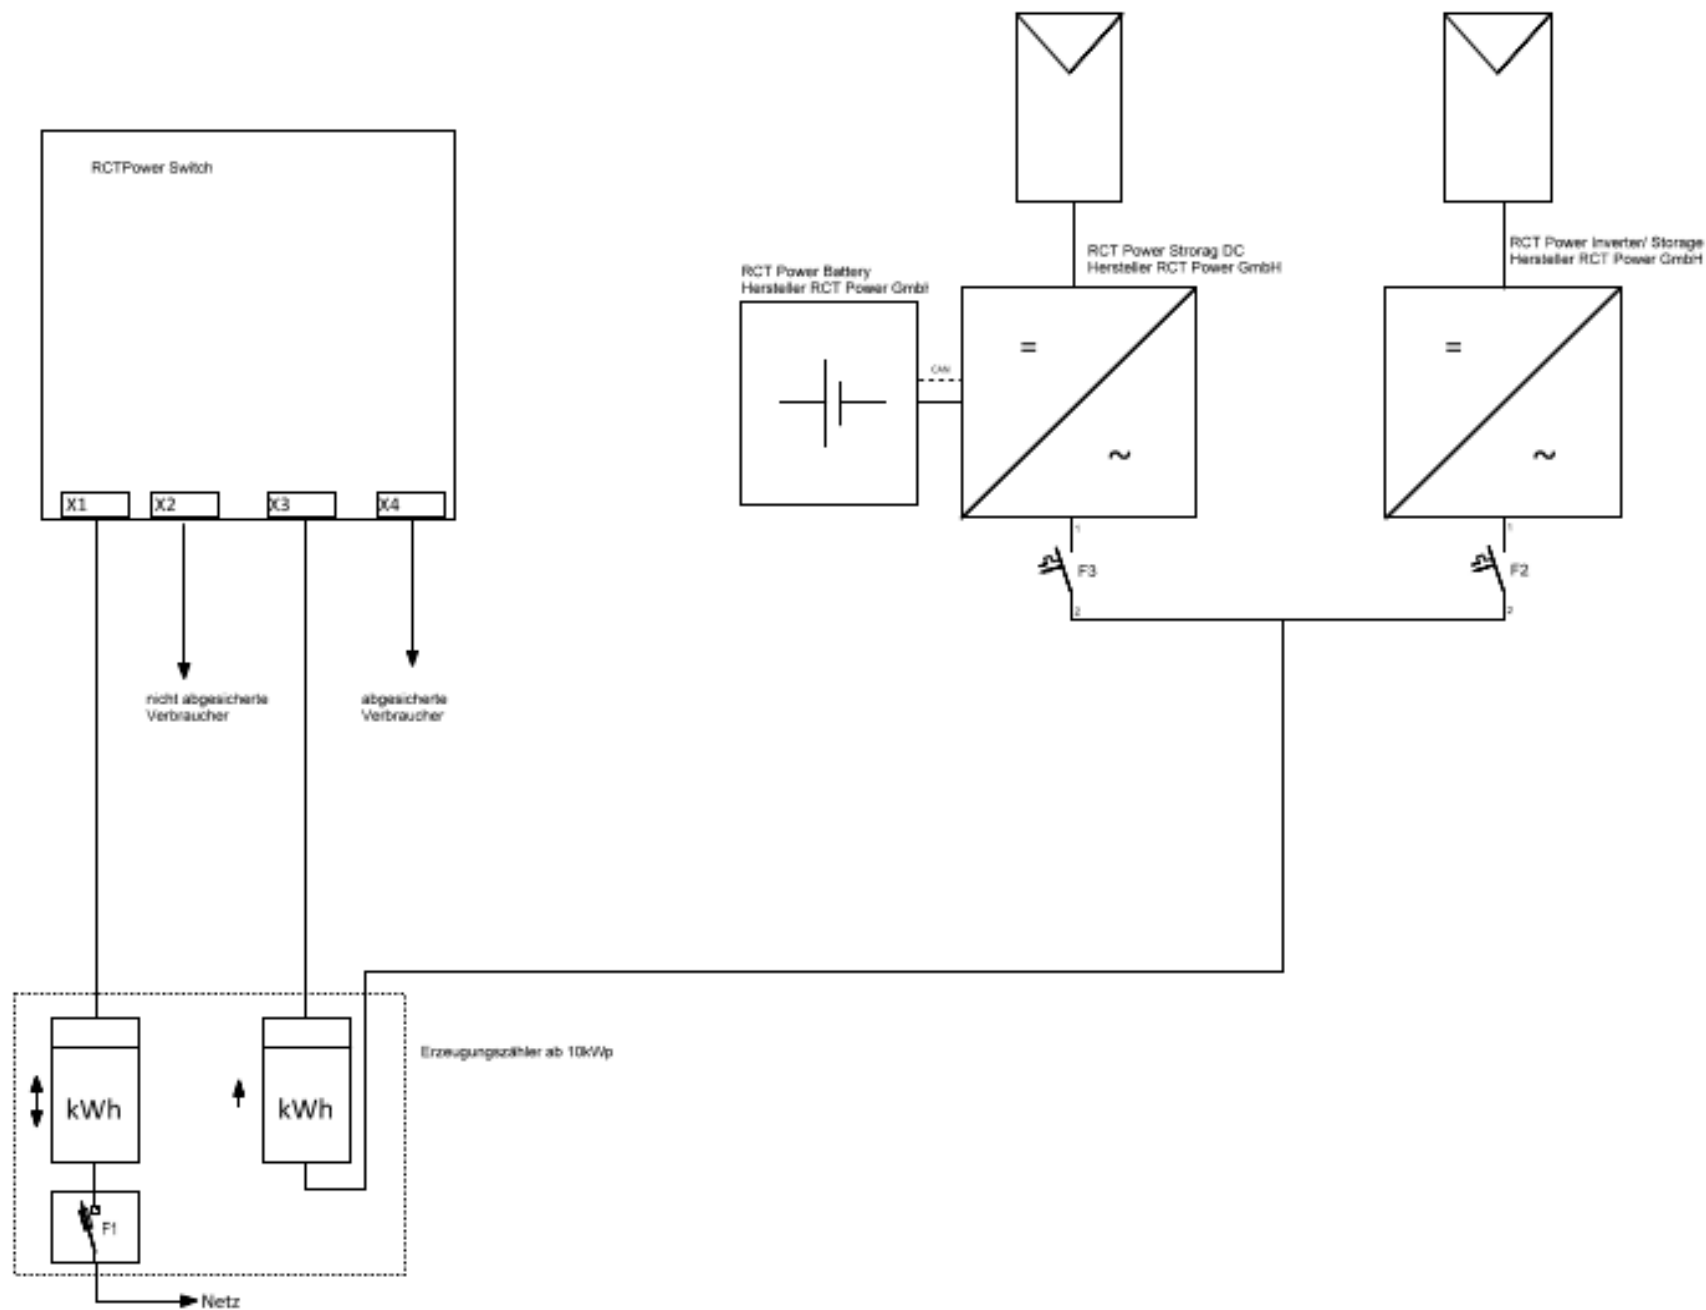 RCTPower Switch
RCT Power Strorag DC
Hersteller RCT Power GmbH
RCT Power Inverter/ Storage
Hersteller RCT Power GmbH
RCT Power Battery
Hersteller RCT Power GmbH
=
=
CAN
~
~
X1
X2
X3
X4
1
1
F3
F2
2
2
nicht abgesicherte
Verbraucher
abgesicherte
Verbraucher
Erzeugungszähler ab 10kWp
kWh
kWh
F1
Netz